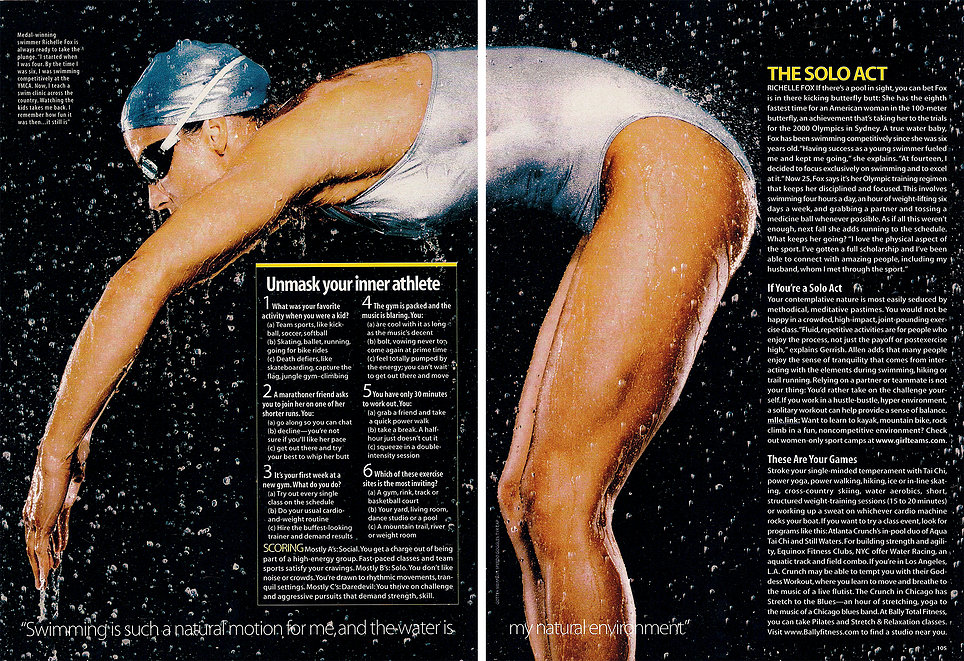 Medal-winning
swimmer Richelle Fox is
always ready to take the
plunge. "I started when
I was four. By the time I
was six, I was swimming
competitively at the
YMCA. Now, I teach a
swim clinic across the
country. Watching the
kids takes me back. I
remember how fun it
was then...it still is"
Unmask your inner athlete
1 What was your favorite
activity when you were a kid?
(a) Team sports, like kick-
ball, soccer, softball
(b) Skating, ballet, running,
going for bike rides
(c) Death defiers, like
skateboarding, capture the
flag, jungle gym–climbing
2 A marathoner friend asks
you to join her on one of her
shorter runs. You:
(a) go along so you can chat
(b) decline—you're not
sure if you'll like her pace
(c) get out there and try
your best to whip her butt
3 It's your first week at a
new gym. What do you do?
(a) Try out every single
class on the schedule
(b) Do your usual cardio-
and-weight routine
(c) Hire the buffest-looking
trainer and demand results
4 The gym is packed and the
music is blaring. You:
(a) are cool with it as long
as the music's decent
(b) bolt, vowing never to
come again at prime time
(c) feel totally pumped by
the energy; you can't wait
to get out there and move
5 You have only 30 minutes
to work out. You:
(a) grab a friend and take
a quick power walk
(b) take a break. A half-
hour just doesn't cut it
(c) squeeze in a double-
intensity session
6 Which of these exercise
sites is the most inviting?
(a) A gym, rink, track or
basketball court
(b) Your yard, living room,
dance studio or a pool
(c) A mountain trail, river
or weight room
SCORING Mostly A's: Social. You get a charge out of being
part of a high-energy group. Fast-paced classes and team
sports satisfy your cravings. Mostly B's: Solo. You don't like
noise or crowds. You're drawn to rhythmic movements, tran-
quil settings. Mostly C's: Daredevil: You thrive on challenge
and aggressive pursuits that demand strength, skill.
"Swimming is such a natural motion for me, and the water is my natural environment"
THE SOLO ACT
RICHELLE FOX If there's a pool in sight, you can bet Fox
is in there kicking butterfly butt: She has the eighth
fastest time for an American woman in the 100-meter
butterfly, an achievement that's taking her to the trials
for the 2000 Olympics in Sydney. A true water baby,
Fox has been swimming competitively since she was six
years old. "Having success as a young swimmer fueled
me and kept me going," she explains. "At fourteen, I
decided to focus exclusively on swimming and to excel
at it." Now 25, Fox says it's her Olympic training regimen
that keeps her disciplined and focused. This involves
swimming four hours a day, an hour of weight-lifting six
days a week, and grabbing a partner and tossing a
medicine ball whenever possible. As if all this weren't
enough, next fall she adds running to the schedule.
What keeps her going? "I love the physical aspect of
the sport. I've gotten a full scholarship and I've been
able to connect with amazing people, including my
husband, whom I met through the sport."
If You're a Solo Act
Your contemplative nature is most easily seduced by
methodical, meditative pastimes. You would not be
happy in a crowded, high-impact, joint-pounding exer-
cise class. "Fluid, repetitive activities are for people who
enjoy the process, not just the payoff or postexercise
high," explains Gerrish. Allen adds that many people
enjoy the sense of tranquility that comes from inter-
acting with the elements during swimming, hiking or
trail running. Relying on a partner or teammate is not
your thing: You'd rather take on the challenge your-
self. If you work in a hustle-bustle, hyper environment,
a solitary workout can help provide a sense of balance.
mlle.link: Want to learn to kayak, mountain bike, rock
climb in a fun, noncompetitive environment? Check
out women-only sport camps at www.girlteams.com.
These Are Your Games
Stroke your single-minded temperament with Tai Chi,
power yoga, power walking, hiking, ice or in-line skat-
ing, cross-country skiing, water aerobics, short,
structured weight-training sessions (15 to 20 minutes)
or working up a sweat on whichever cardio machine
rocks your boat. If you want to try a class event, look for
programs like this: Atlanta Crunch's in-pool duo of Aqua
Tai Chi and Still Waters. For building strength and agili-
ty, Equinox Fitness Clubs, NYC offer Water Racing, an
aquatic track and field combo. If you're in Los Angeles,
L.A. Crunch may be able to tempt you with their God-
dess Workout, where you learn to move and breathe to
the music of a live flutist. The Crunch in Chicago has
Stretch to the Blues—an hour of stretching, yoga to
the music of a Chicago blues band. At Bally Total Fitness,
you can take Pilates and Stretch & Relaxation classes.
Visit www.Ballyfitness.com to find a studio near you.
105